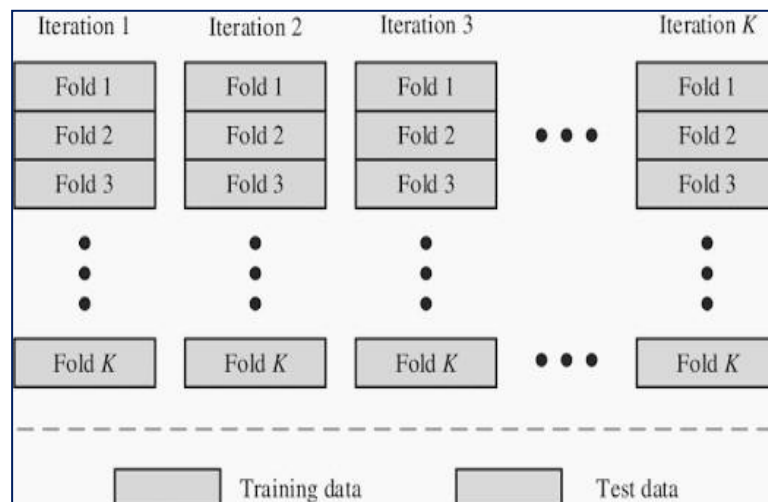 Iteration 1 Iteration 2 Iteration 3 Iteration K
Fold 1 Fold 1 Fold 1 Fold 1
Fold 2 Fold 2 Fold 2 Fold 2
Fold 3 Fold 3 Fold 3 Fold 3
Fold K Fold K Fold K Fold K
Training data Test data